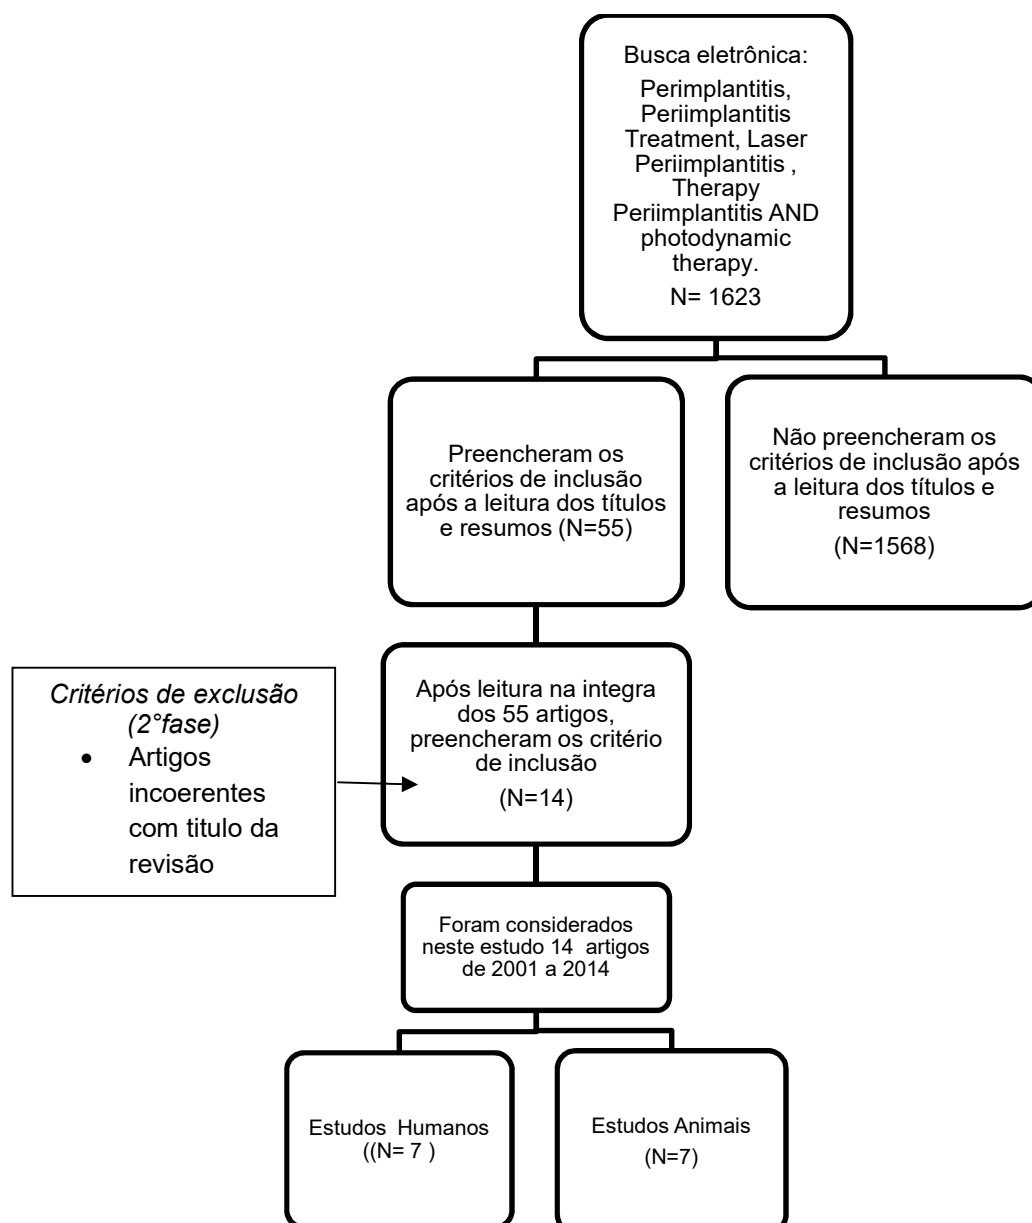 Busca eletrônica:
Perimplantitis,
Periimplantitis
Treatment, Laser
Periimplantitis ,
Therapy
Periimplantitis AND
photodynamic
therapy.
N= 1623
Preencheram os
critérios de inclusão
após a leitura dos títulos
e resumos (N=55)
Não preencheram os
critérios de inclusão após
a leitura dos títulos e
resumos
(N=1568)
Critérios de exclusão
(2°fase)
• Artigos
incoerentes
com titulo da
revisão
Após leitura na integra
dos 55 artigos,
preencheram os critério
de inclusão
(N=14)
Foram considerados
neste estudo 14 artigos
de 2001 a 2014
Estudos Humanos
((N= 7 )
Estudos Animais
(N=7)